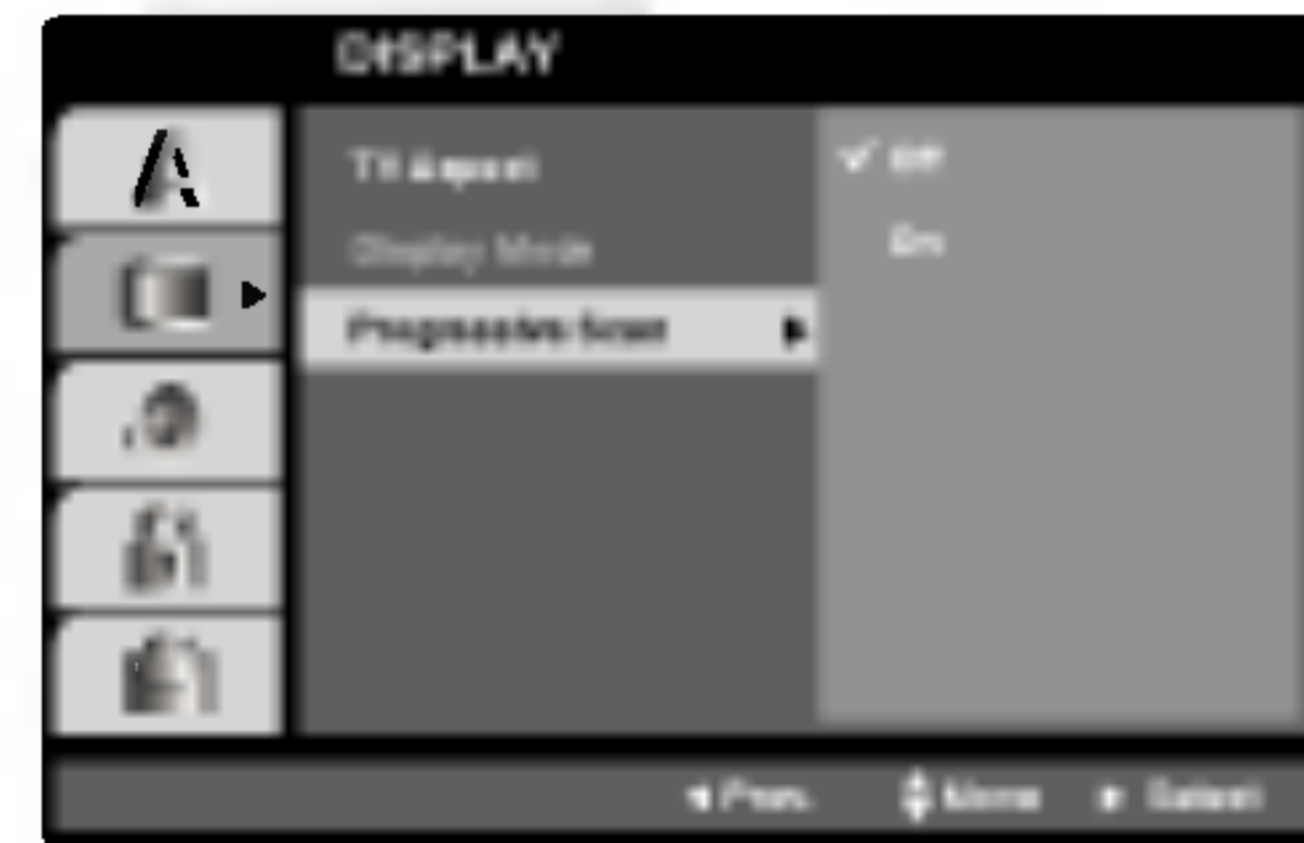 DISPLAY
TV Aspect
Display Mode
Progressive Scan
Off
On
Prev. Move Select